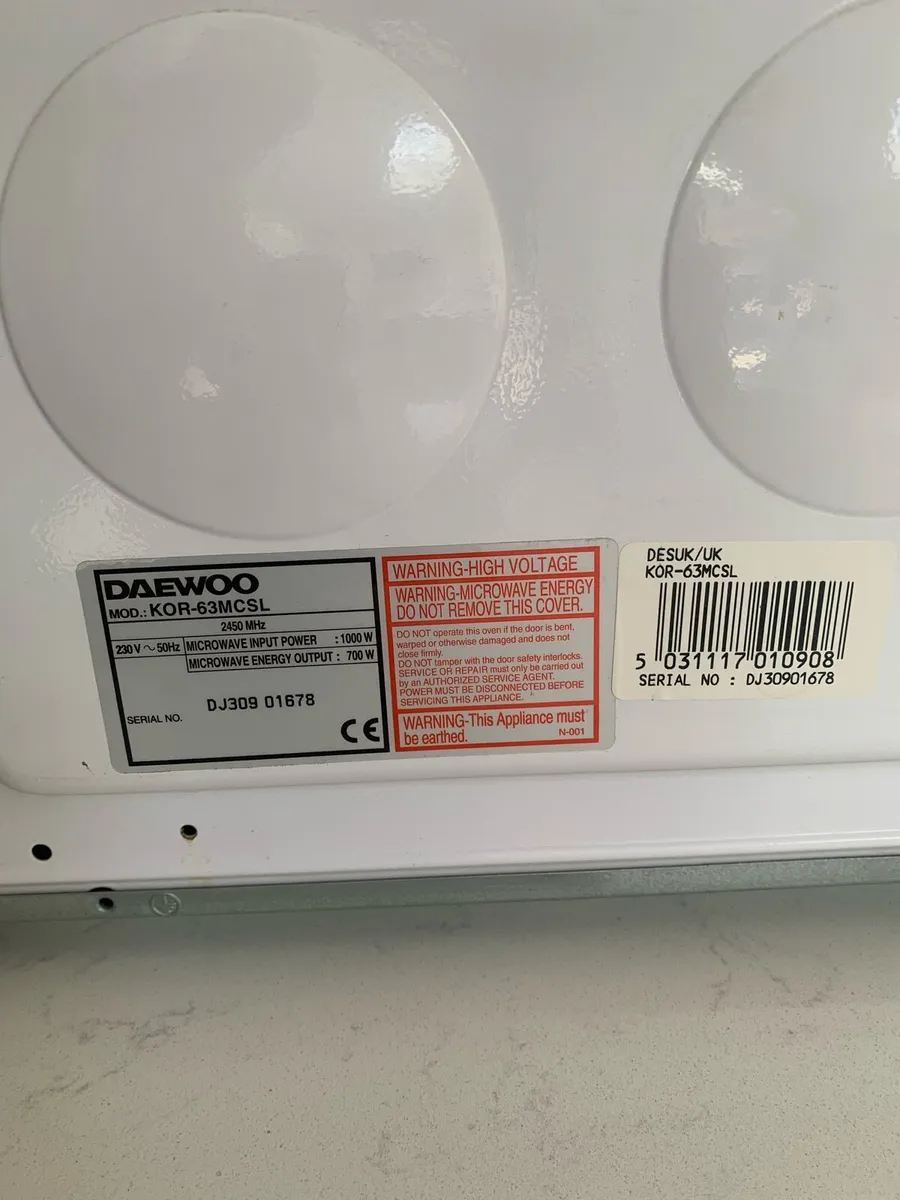 DAEWOO
MOD.: KOR-63MCSL
2450 MHz
230 V ~ 50Hz MICROWAVE INPUT POWER : 1000 W
MICROWAVE ENERGY OUTPUT : 700 W
DJ309 01678
SERIAL NO.
CE
WARNING-HIGH VOLTAGE
WARNING-MICROWAVE ENERGY
DO NOT REMOVE THIS COVER.
DO NOT operate this oven if the door is bent,
warped or otherwise damaged and does not
close firmly.
DO NOT tamper with the door safety interlocks.
SERVICE OR REPAIR must only be carried out
by an AUTHORIZED SERVICE AGENT.
POWER MUST BE DISCONNECTED BEFORE
SERVICING THIS APPLIANCE.
WARNING-This Appliance must
be earthed.
N-001
DESUK/UK
KOR-63MCSL
5 031117 010908
SERIAL NO : DJ30901678